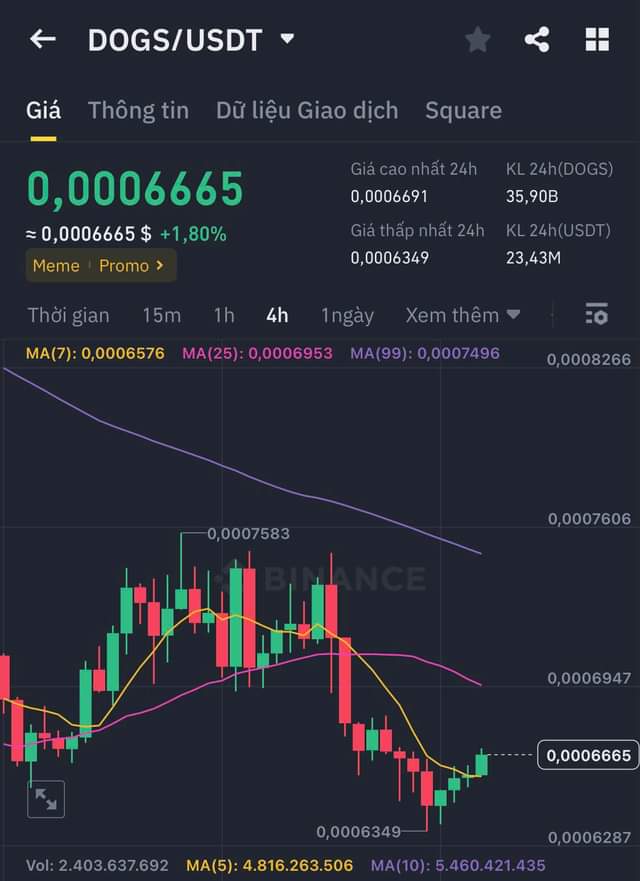 DOGS/USDT
Giá Thông tin Dữ liệu Giao dịch Square
0,0006665
≈ 0,0006665 $ +1,80%
Meme Promo
Giá cao nhất 24h KL 24h(DOGS)
0,0006691 35,90B
Giá thấp nhất 24h KL 24h(USDT)
0,0006349 23,43M
Thời gian 15m 1h 4h 1ngày Xem thêm
MA(7): 0,0006576 MA(25): 0,0006953 MA(99): 0,0007496
0,0008266
0,0007606
0,0007583
BINANCE
0,0006947
0,0006665
0,0006349
0,0006287
Vol: 2.403.637.692 MA(5): 4.816.263.506 MA(10): 5.460.421.435